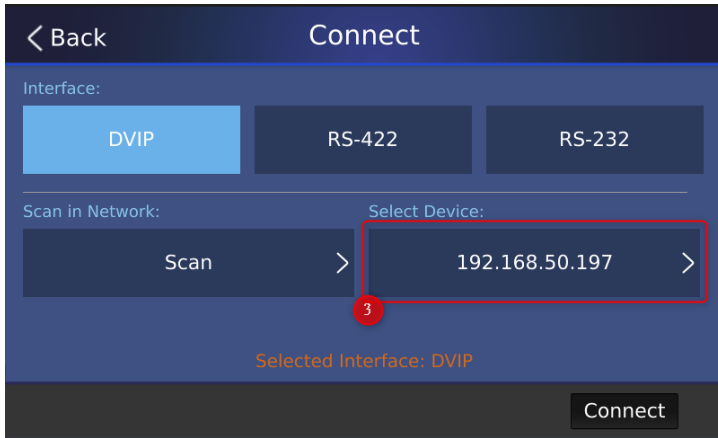 Back
Connect
Interface:
DVIP
RS-422
RS-232
Scan in Network:
Select Device:
Scan
192.168.50.197
3
Selected Interface: DVIP
Connect